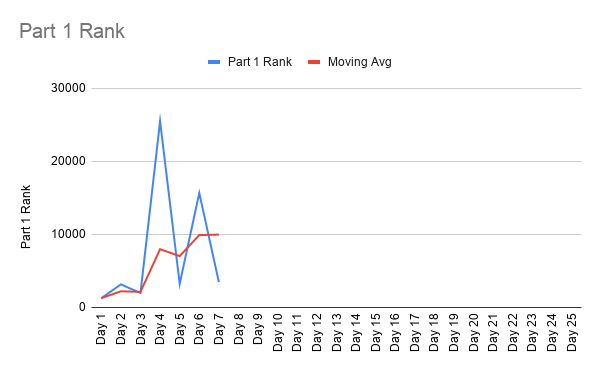 Part 1 Rank
Part 1 Rank
Moving Avg
30000
20000
10000
0
Part 1 Rank
Day 1
Day 2
Day 3
Day 4
Day 5
Day 6
Day 7
Day 8
Day 9
Day 10
Day 11
Day 12
Day 13
Day 14
Day 15
Day 16
Day 17
Day 18
Day 19
Day 20
Day 21
Day 22
Day 23
Day 24
Day 25